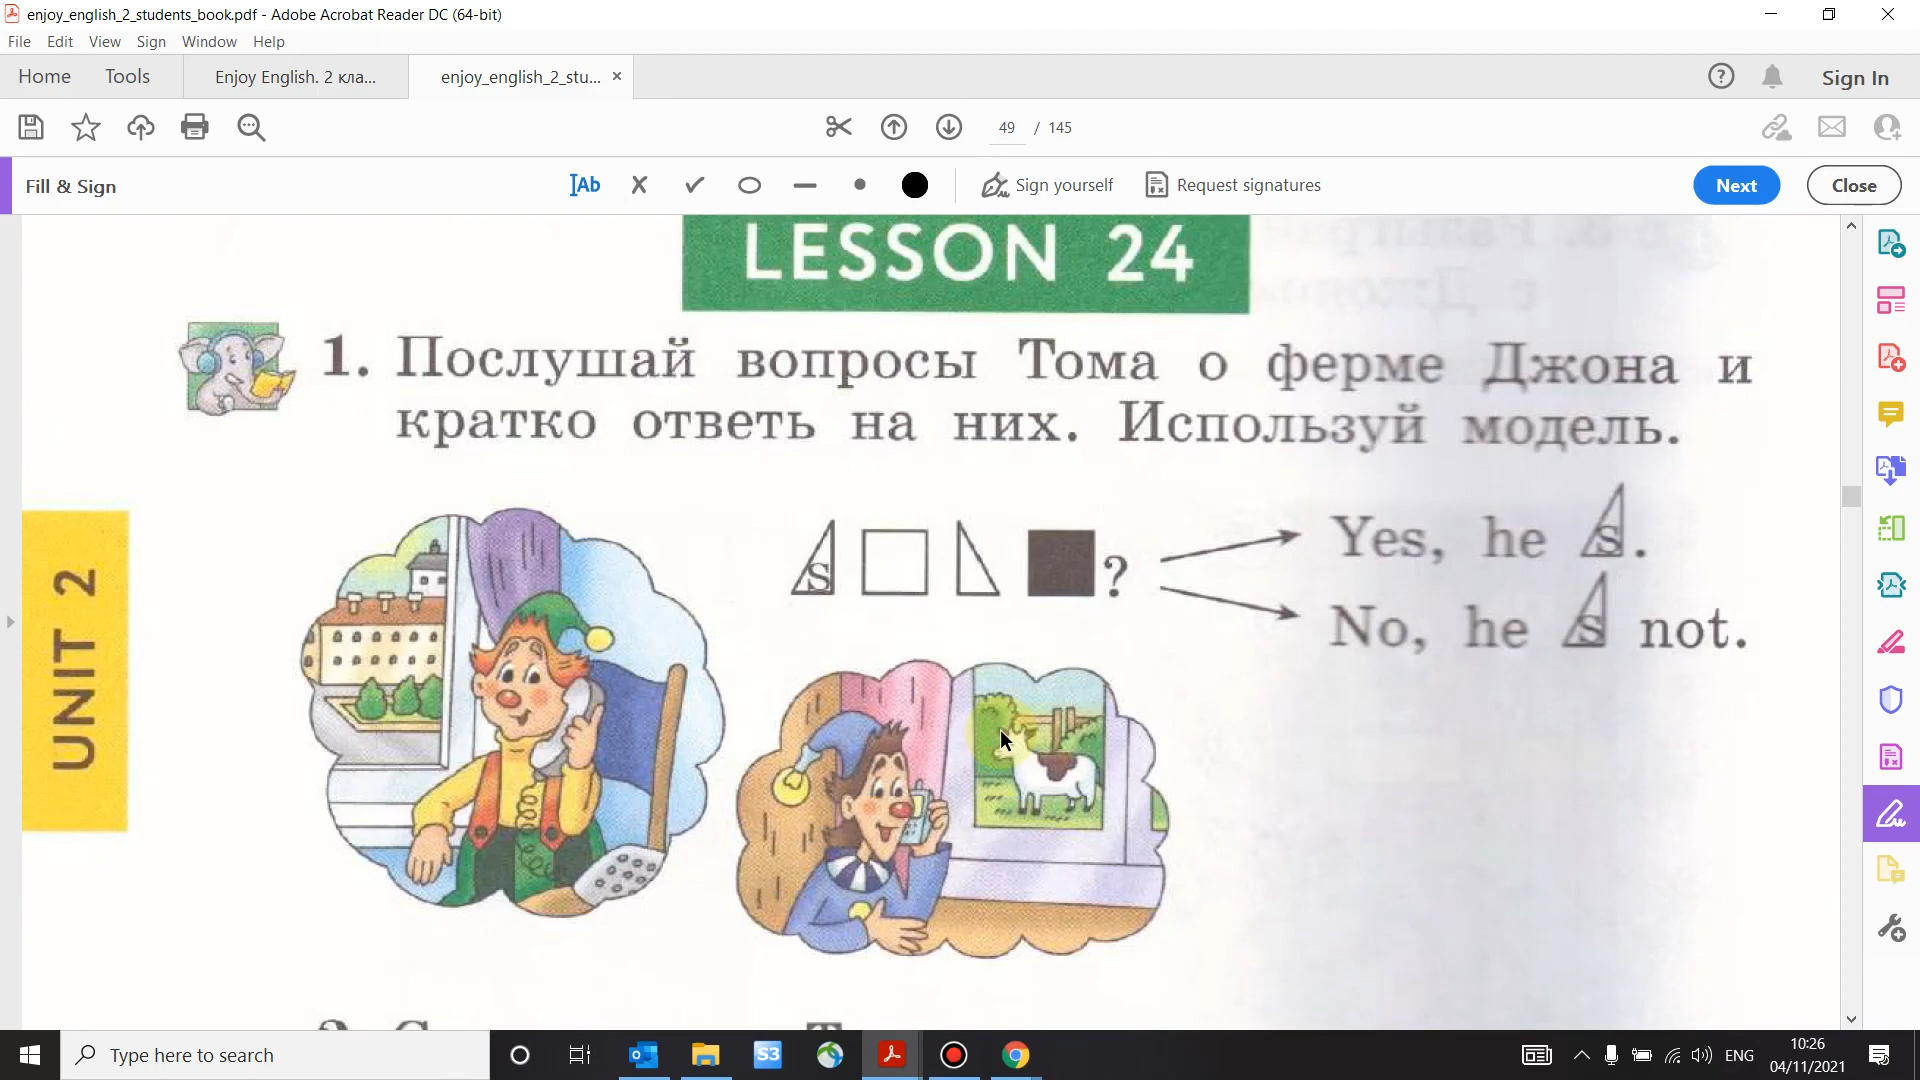 enjoy_english_2_students_book.pdf - Adobe Acrobat Reader DC (64-bit)
File Edit View Sign Window Help
Home Tools Enjoy English. 2 кла... enjoy_english_2_stu... × Sign In
49 / 145
Fill & Sign Ab Sign yourself Request signatures Next Close
LESSON 24
1. Послушай вопросы Тома о ферме Джона и
кратко ответь на них. Используй модель.
s ? Yes, he s.
No, he s not.
UNIT 2
Type here to search S3 ENG 10:26
04/11/2021